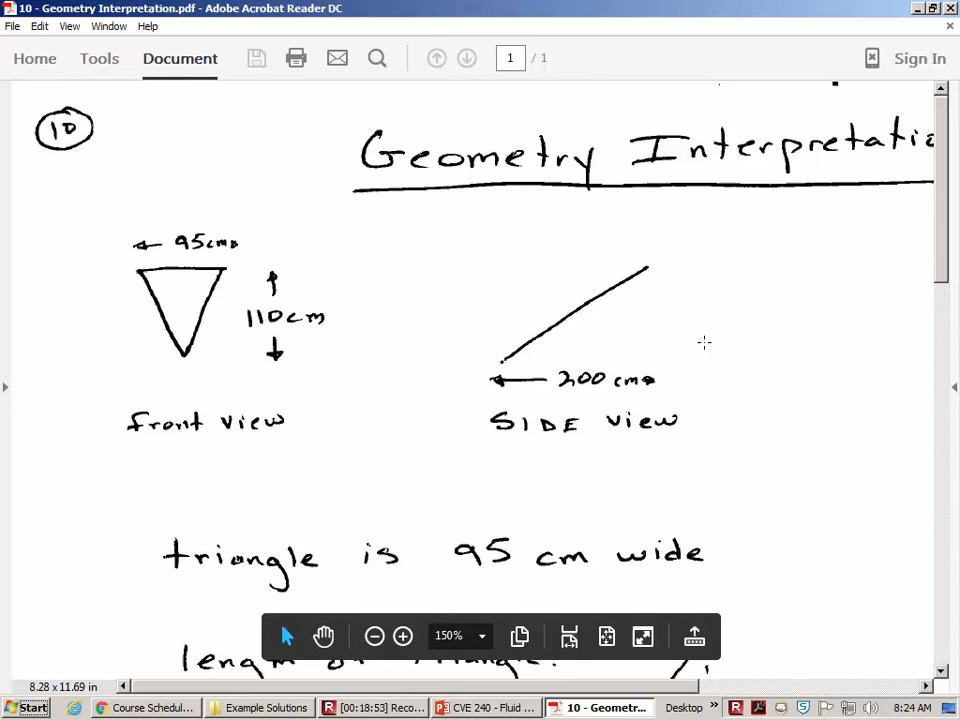 10 - Geometry Interpretation.pdf - Adobe Acrobat Reader DC
File Edit View Window Help
Home Tools Document 1 / 1 Sign In
10
Geometry Interpretatio
95cm
110cm
200 cm
front view
SIDE view
triangle is 95 cm wide
150%
8.28 x 11.69 in
Start Course Schedul... Example Solutions [00:18:53] Reco... CVE 240 - Fluid ... 10 - Geometr... Desktop » 8:24 AM